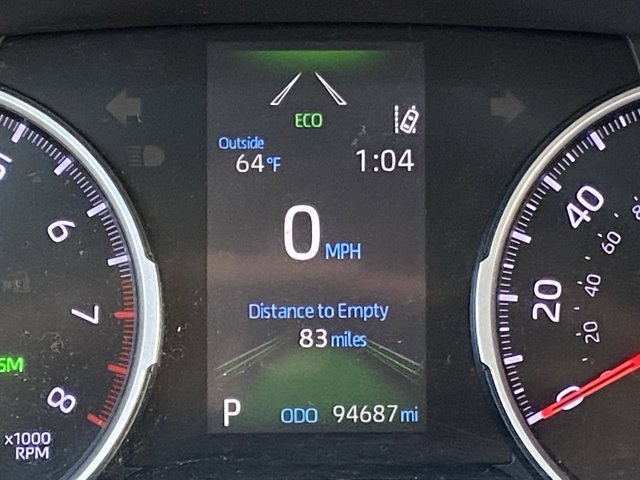 ECO
Outside
64°F
1:04
0 MPH
Distance to Empty
83 miles
P ODO 94687 mi
6
7
8
x1000
RPM
40
20
0
60
40
20